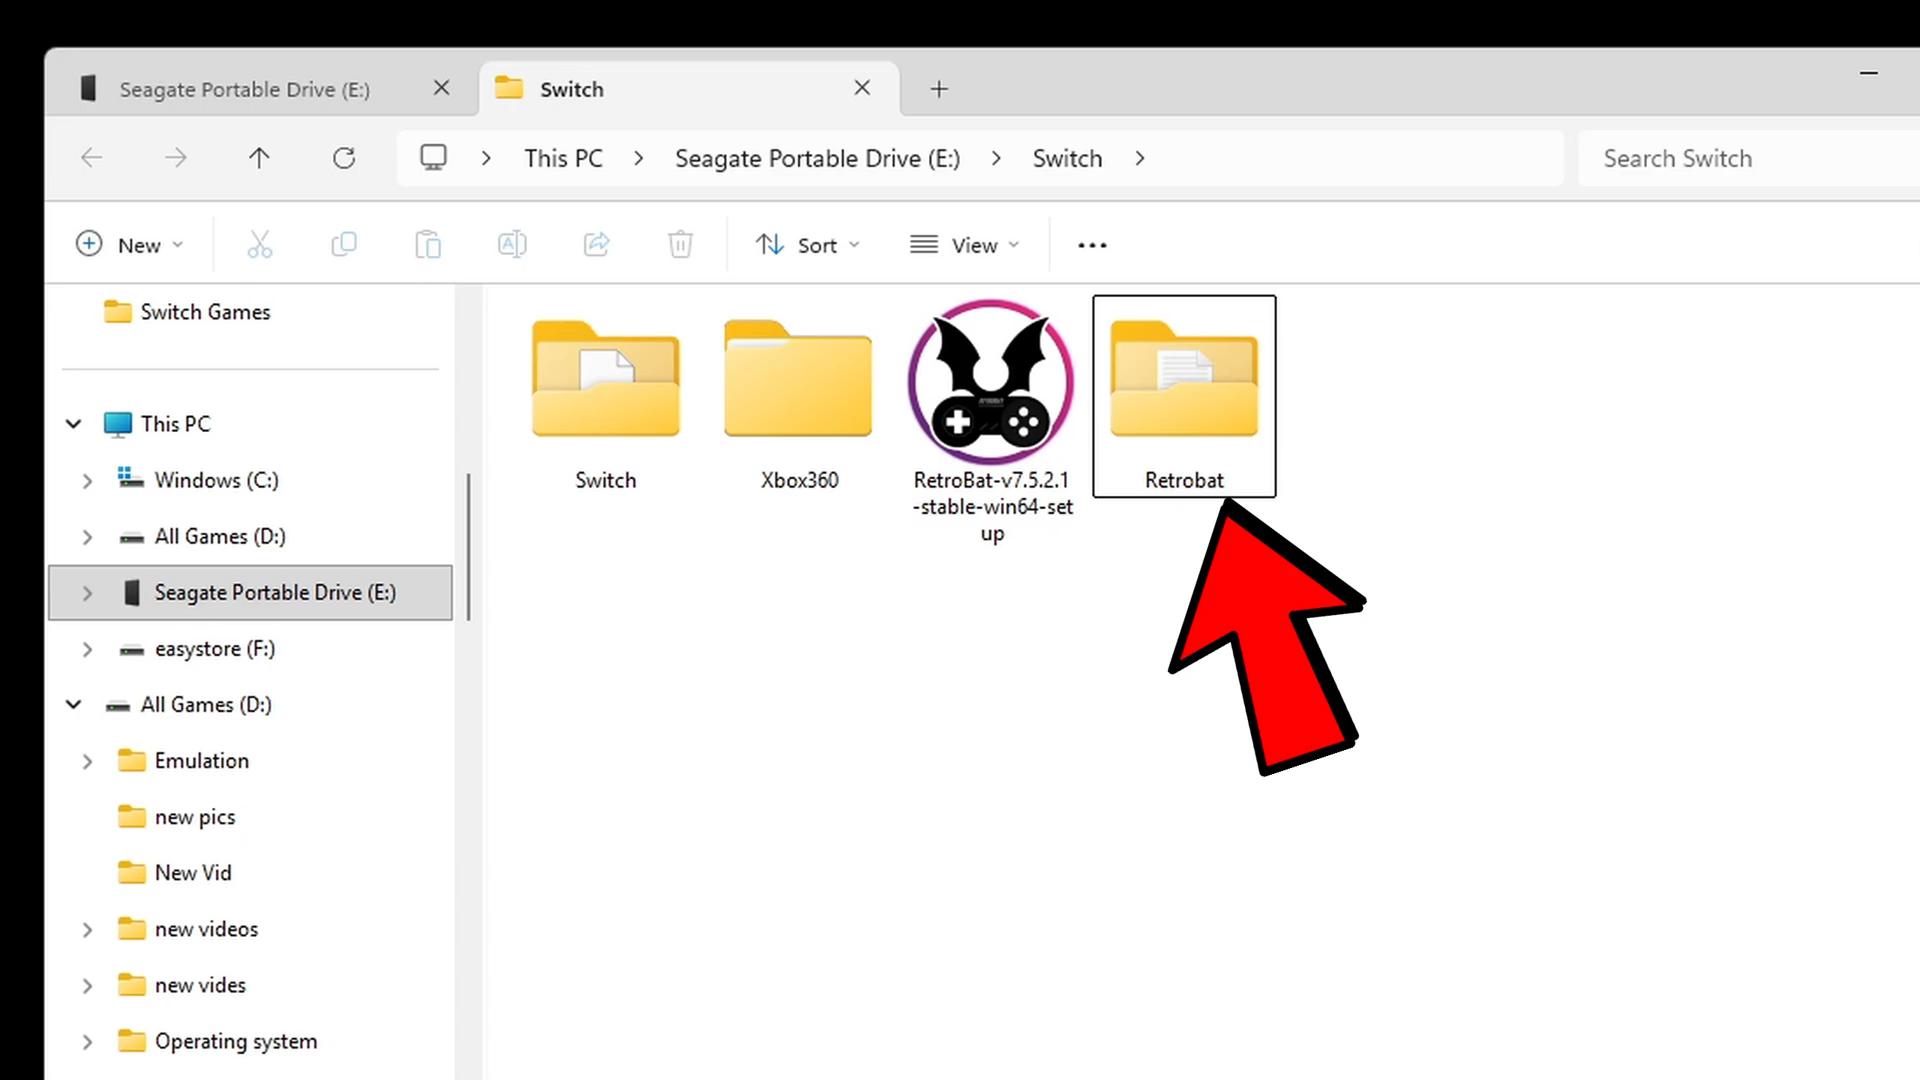 Seagate Portable Drive (E:)
Switch
This PC
Seagate Portable Drive (E:)
Switch
Search Switch
New
Sort
View
Switch Games
This PC
Windows (C:)
All Games (D:)
Seagate Portable Drive (E:)
easystore (F:)
All Games (D:)
Emulation
new pics
New Vid
new videos
new vides
Operating system
Switch
Xbox360
RetroBat-v7.5.2.1
-stable-win64-set
up
Retrobat